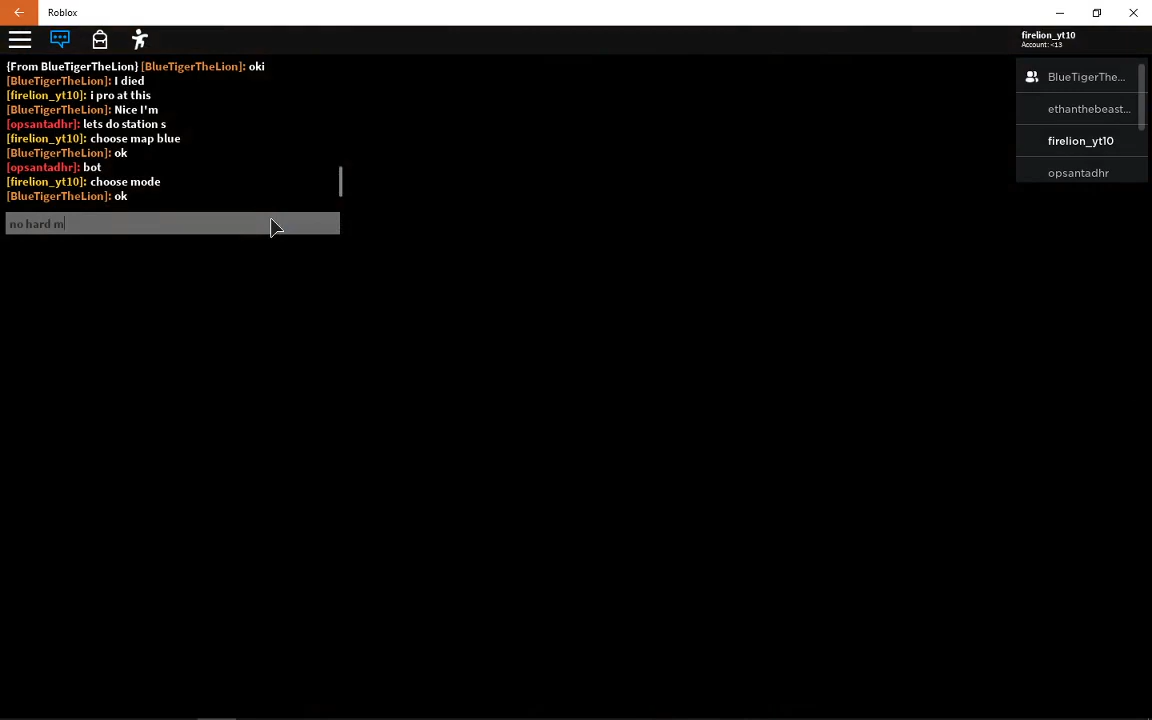 Roblox
firelion_yt10
Account: <13
{From BlueTigerTheLion} [BlueTigerTheLion]: oki
[BlueTigerTheLion]: I died
[firelion_yt10]: i pro at this
[BlueTigerTheLion]: Nice I'm
[opsantadhr]: lets do station s
[firelion_yt10]: choose map blue
[BlueTigerTheLion]: ok
[opsantadhr]: bot
[firelion_yt10]: choose mode
[BlueTigerTheLion]: ok
no hard m
BlueTigerThe...
ethanthebeast...
firelion_yt10
opsantadhr